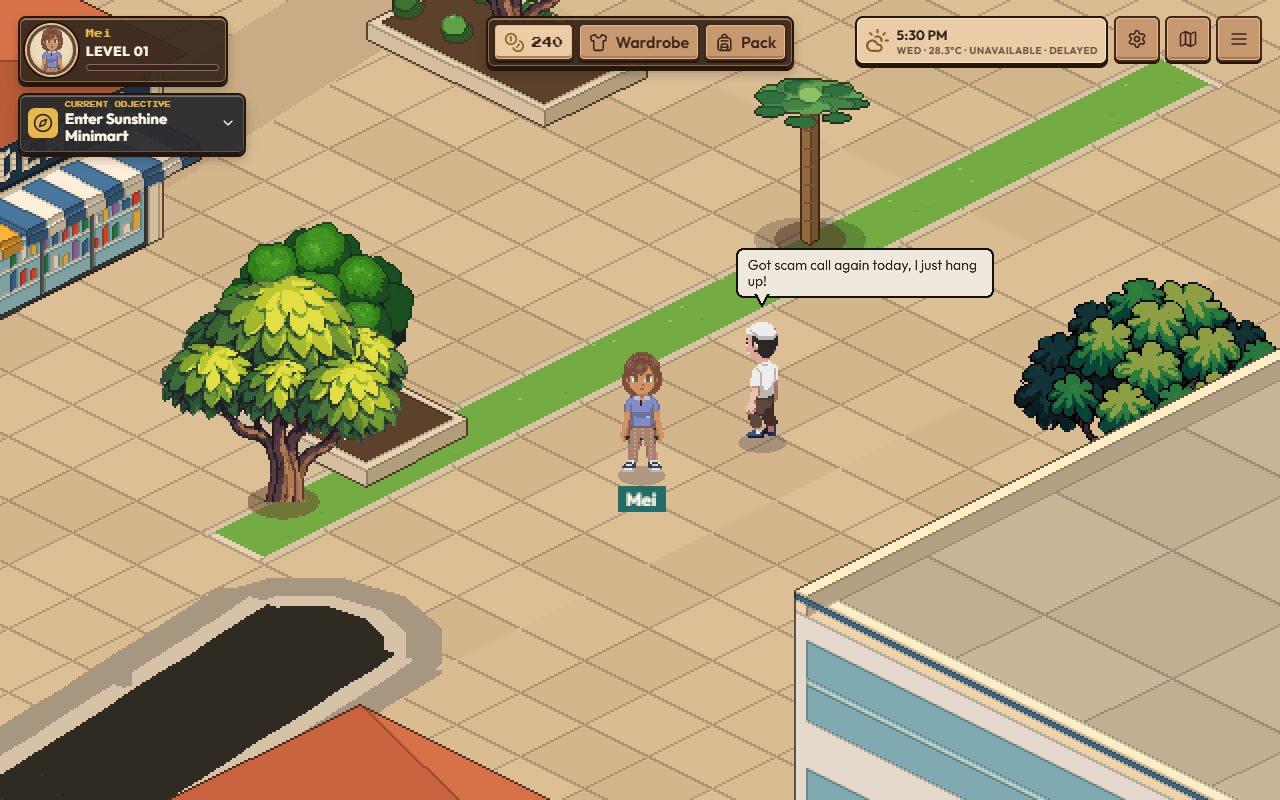 Mei
LEVEL 01
CURRENT OBJECTIVE
Enter Sunshine
Minimart
240
Wardrobe
Pack
5:30 PM
WED · 28.3°C · UNAVAILABLE · DELAYED
Got scam call again today, I just hang
up!
Mei